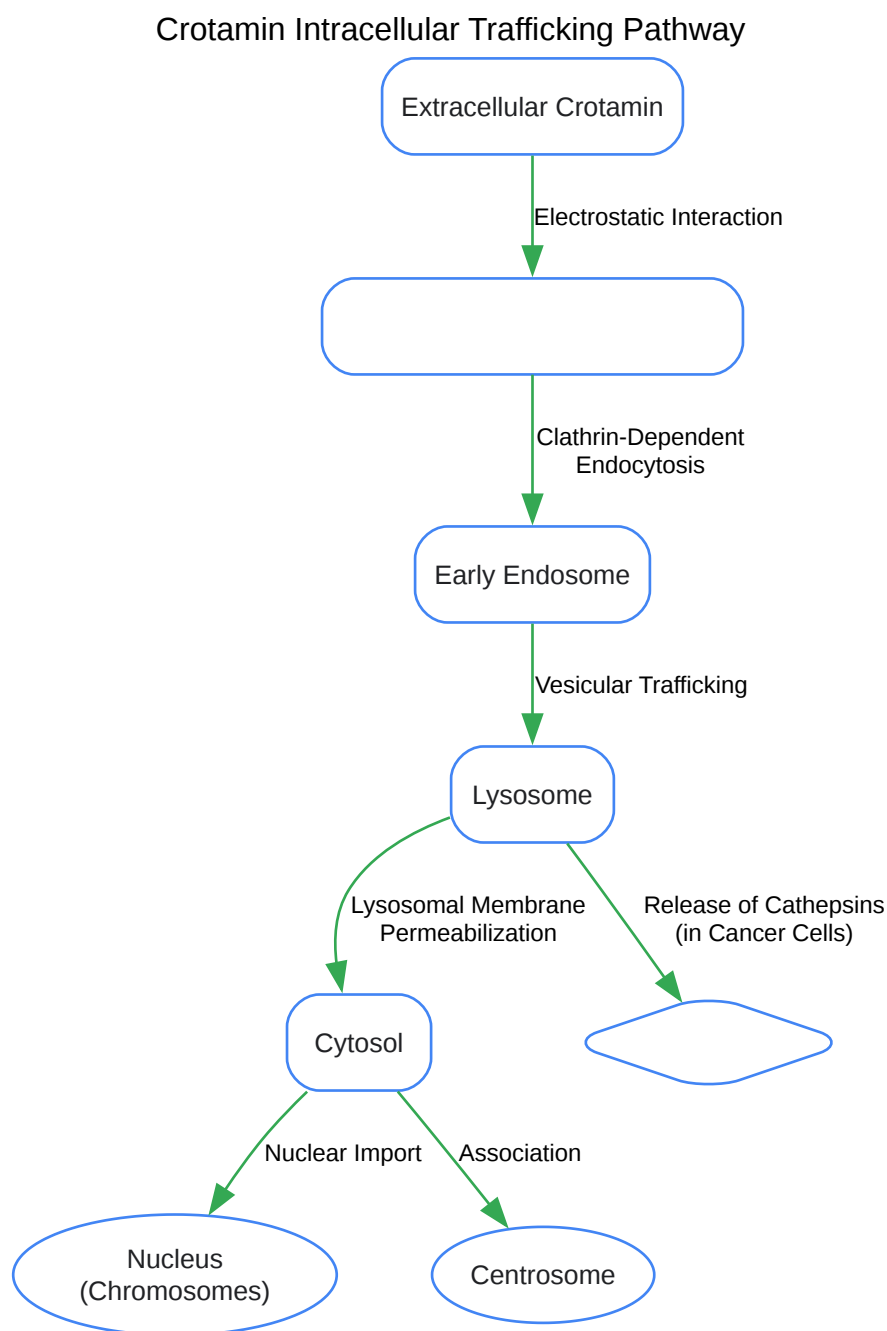 Crotamin Intracellular Trafficking Pathway
Extracellular Crotamin
Electrostatic Interaction
Clathrin-Dependent
Endocytosis
Early Endosome
Vesicular Trafficking
Lysosome
Lysosomal Membrane
Permeabilization
Release of Cathepsins
(in Cancer Cells)
Cytosol
Nuclear Import
Association
Nucleus
(Chromosomes)
Centrosome